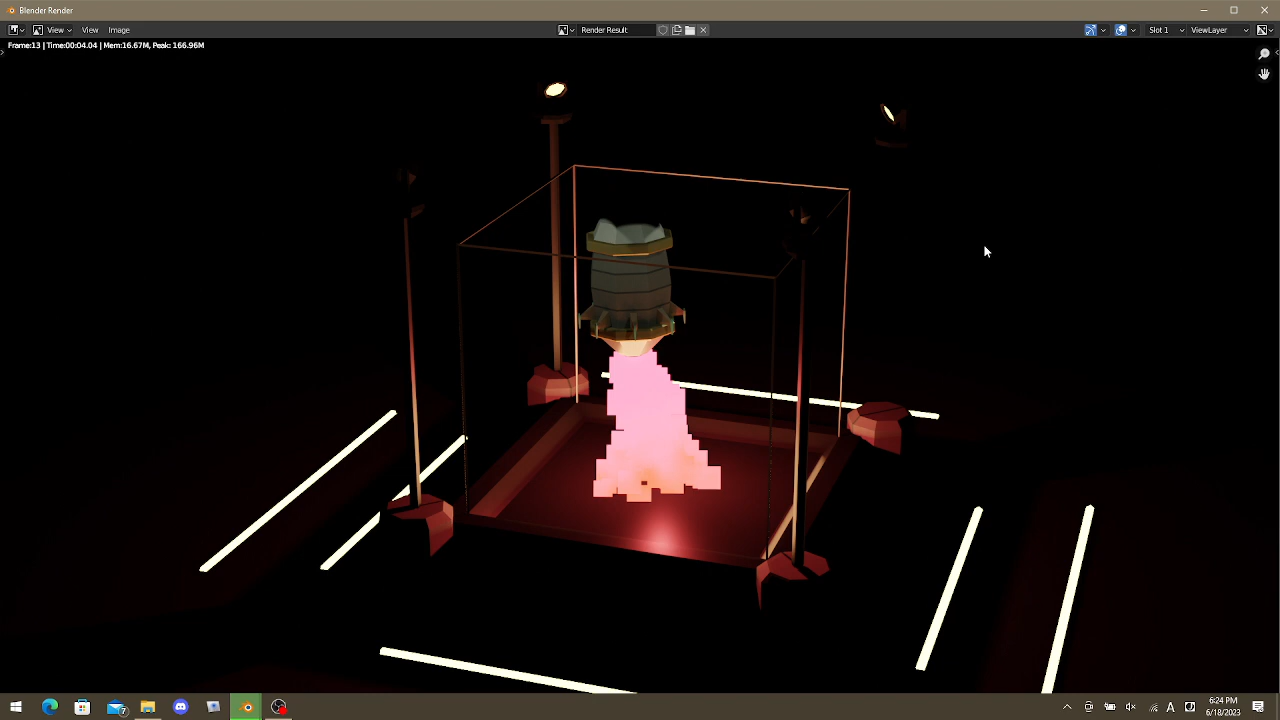 Blender Render
View View Image Render Result Slot 1 ViewLayer
Frame:13 | Time:00:04.04 | Mem:16.67M, Peak: 166.96M
7 A 6:24 PM
6/18/2023